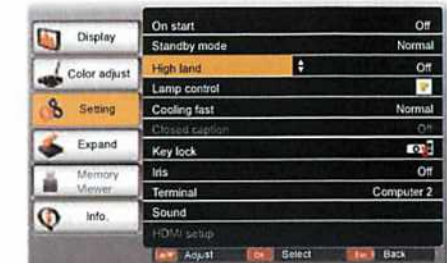 Display
Color adjust
Setting
Expand
Memory
Viewer
Info.
On start Off
Standby mode Normal
High land Off
Lamp control
Cooling fast Normal
Closed caption Off
Key lock
Iris Off
Terminal Computer 2
Sound
HDMI setup
Adjust Select Back